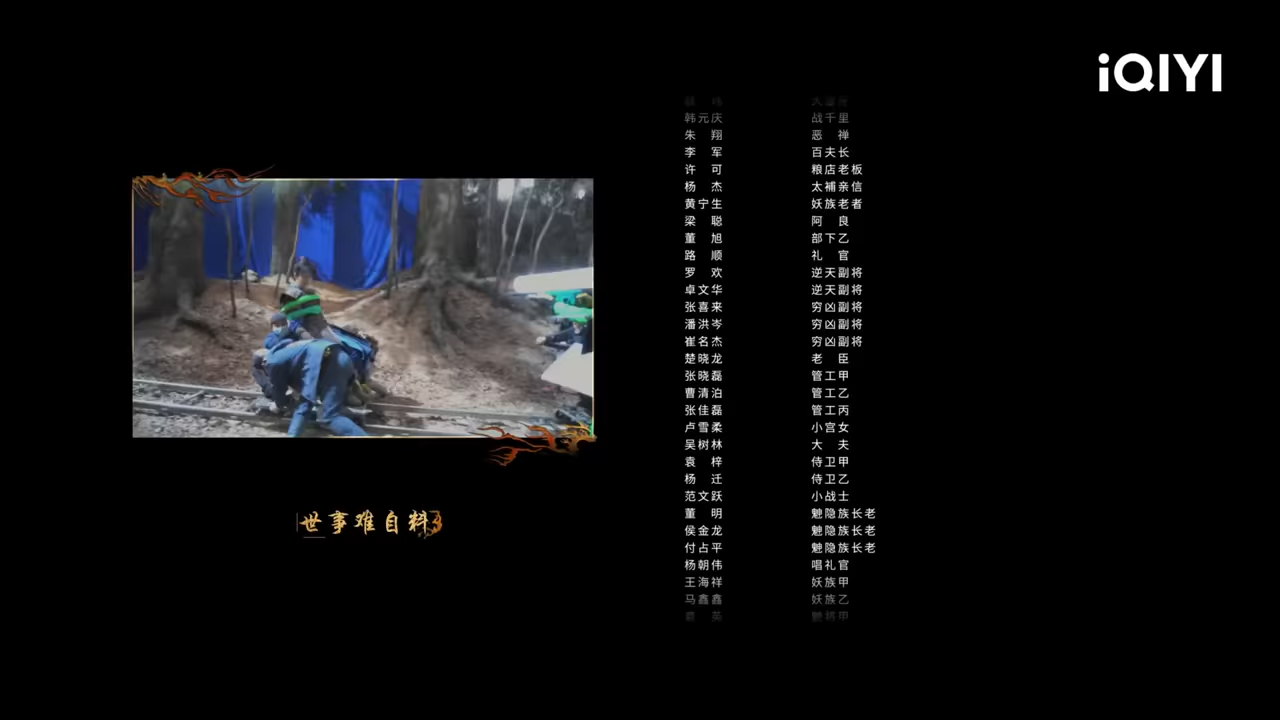 iQIYI
韩元庆 战千里
朱翔 恶禅
李军 百夫长
许可 粮店老板
杨杰 太補亲信
黄宁生 妖族老者
梁聪 阿良
董旭 部下乙
路顺 礼官
罗欢 逆天副将
卓文华 逆天副将
张喜来 穷凶副将
潘洪岑 穷凶副将
崔名杰 穷凶副将
楚晓龙 老臣
张晓磊 管工甲
曹清泊 管工乙
张佳磊 管工丙
卢雪柔 小宫女
吴树林 大夫
袁梓 侍卫甲
杨迁 侍卫乙
范文跃 小战士
董明 魈隐族长老
侯金龙 魈隐族长老
付占平 魈隐族长老
杨朝伟 唱礼官
王海祥 妖族甲
马鑫鑫 妖族乙
世事难自料